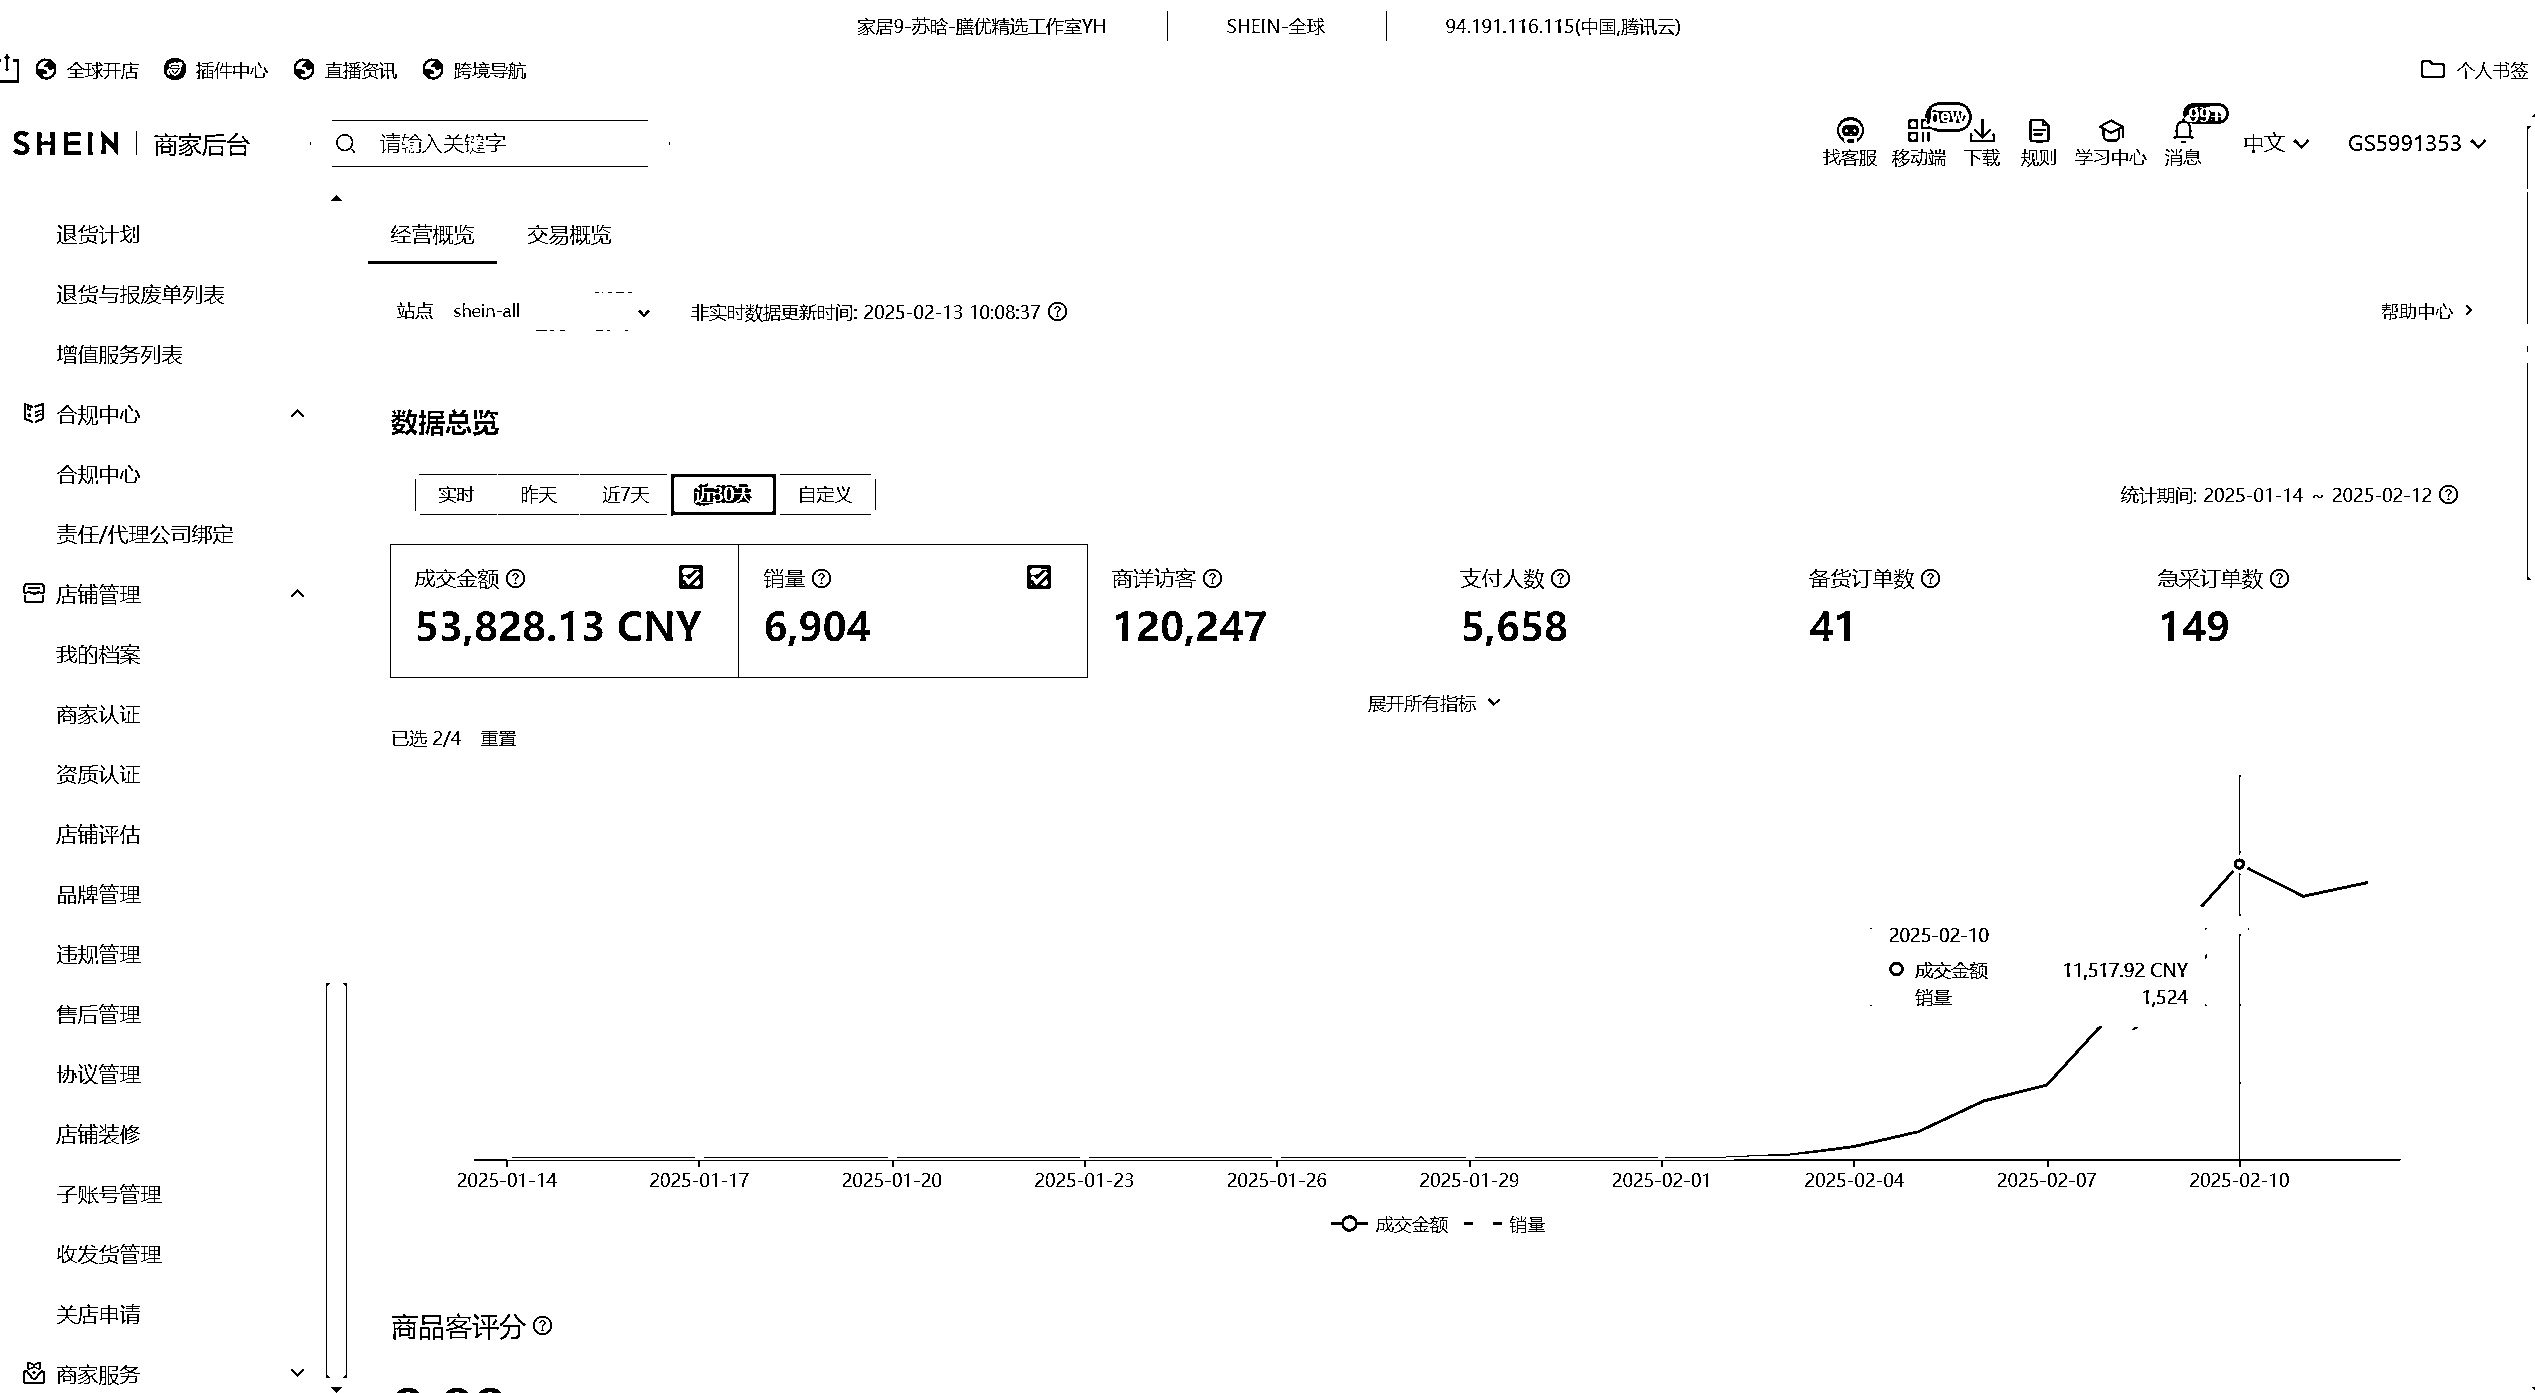 家居9-苏晗-膳优精选工作室YH SHEIN-全球 94.191.116.115(中国,腾讯云)
全球开店 插件中心 直播资讯 跨境导航 个人书签
SHEIN 商家后台 请输入关键字 new 99+
找客服 移动端 下载 规则 学习中心 消息 中文 GS5991353
退货计划
退货与报废单列表
增值服务列表
合规中心
合规中心
责任/代理公司绑定
店铺管理
我的档案
商家认证
资质认证
店铺评估
品牌管理
违规管理
售后管理
协议管理
店铺装修
子账号管理
收发货管理
关店申请
商家服务
经营概览 交易概览
站点 shein-all 非实时数据更新时间: 2025-02-13 10:08:37 帮助中心
数据总览
实时 昨天 近7天 近30天 自定义 统计期间: 2025-01-14 ~ 2025-02-12
成交金额 销量 商详访客 支付人数 备货订单数 急采订单数
53,828.13 CNY 6,904 120,247 5,658 41 149
展开所有指标
已选 2/4 重置
2025-02-10
成交金额 11,517.92 CNY
销量 1,524
2025-01-14 2025-01-17 2025-01-20 2025-01-23 2025-01-26 2025-01-29 2025-02-01 2025-02-04 2025-02-07 2025-02-10
成交金额 销量
商品客评分